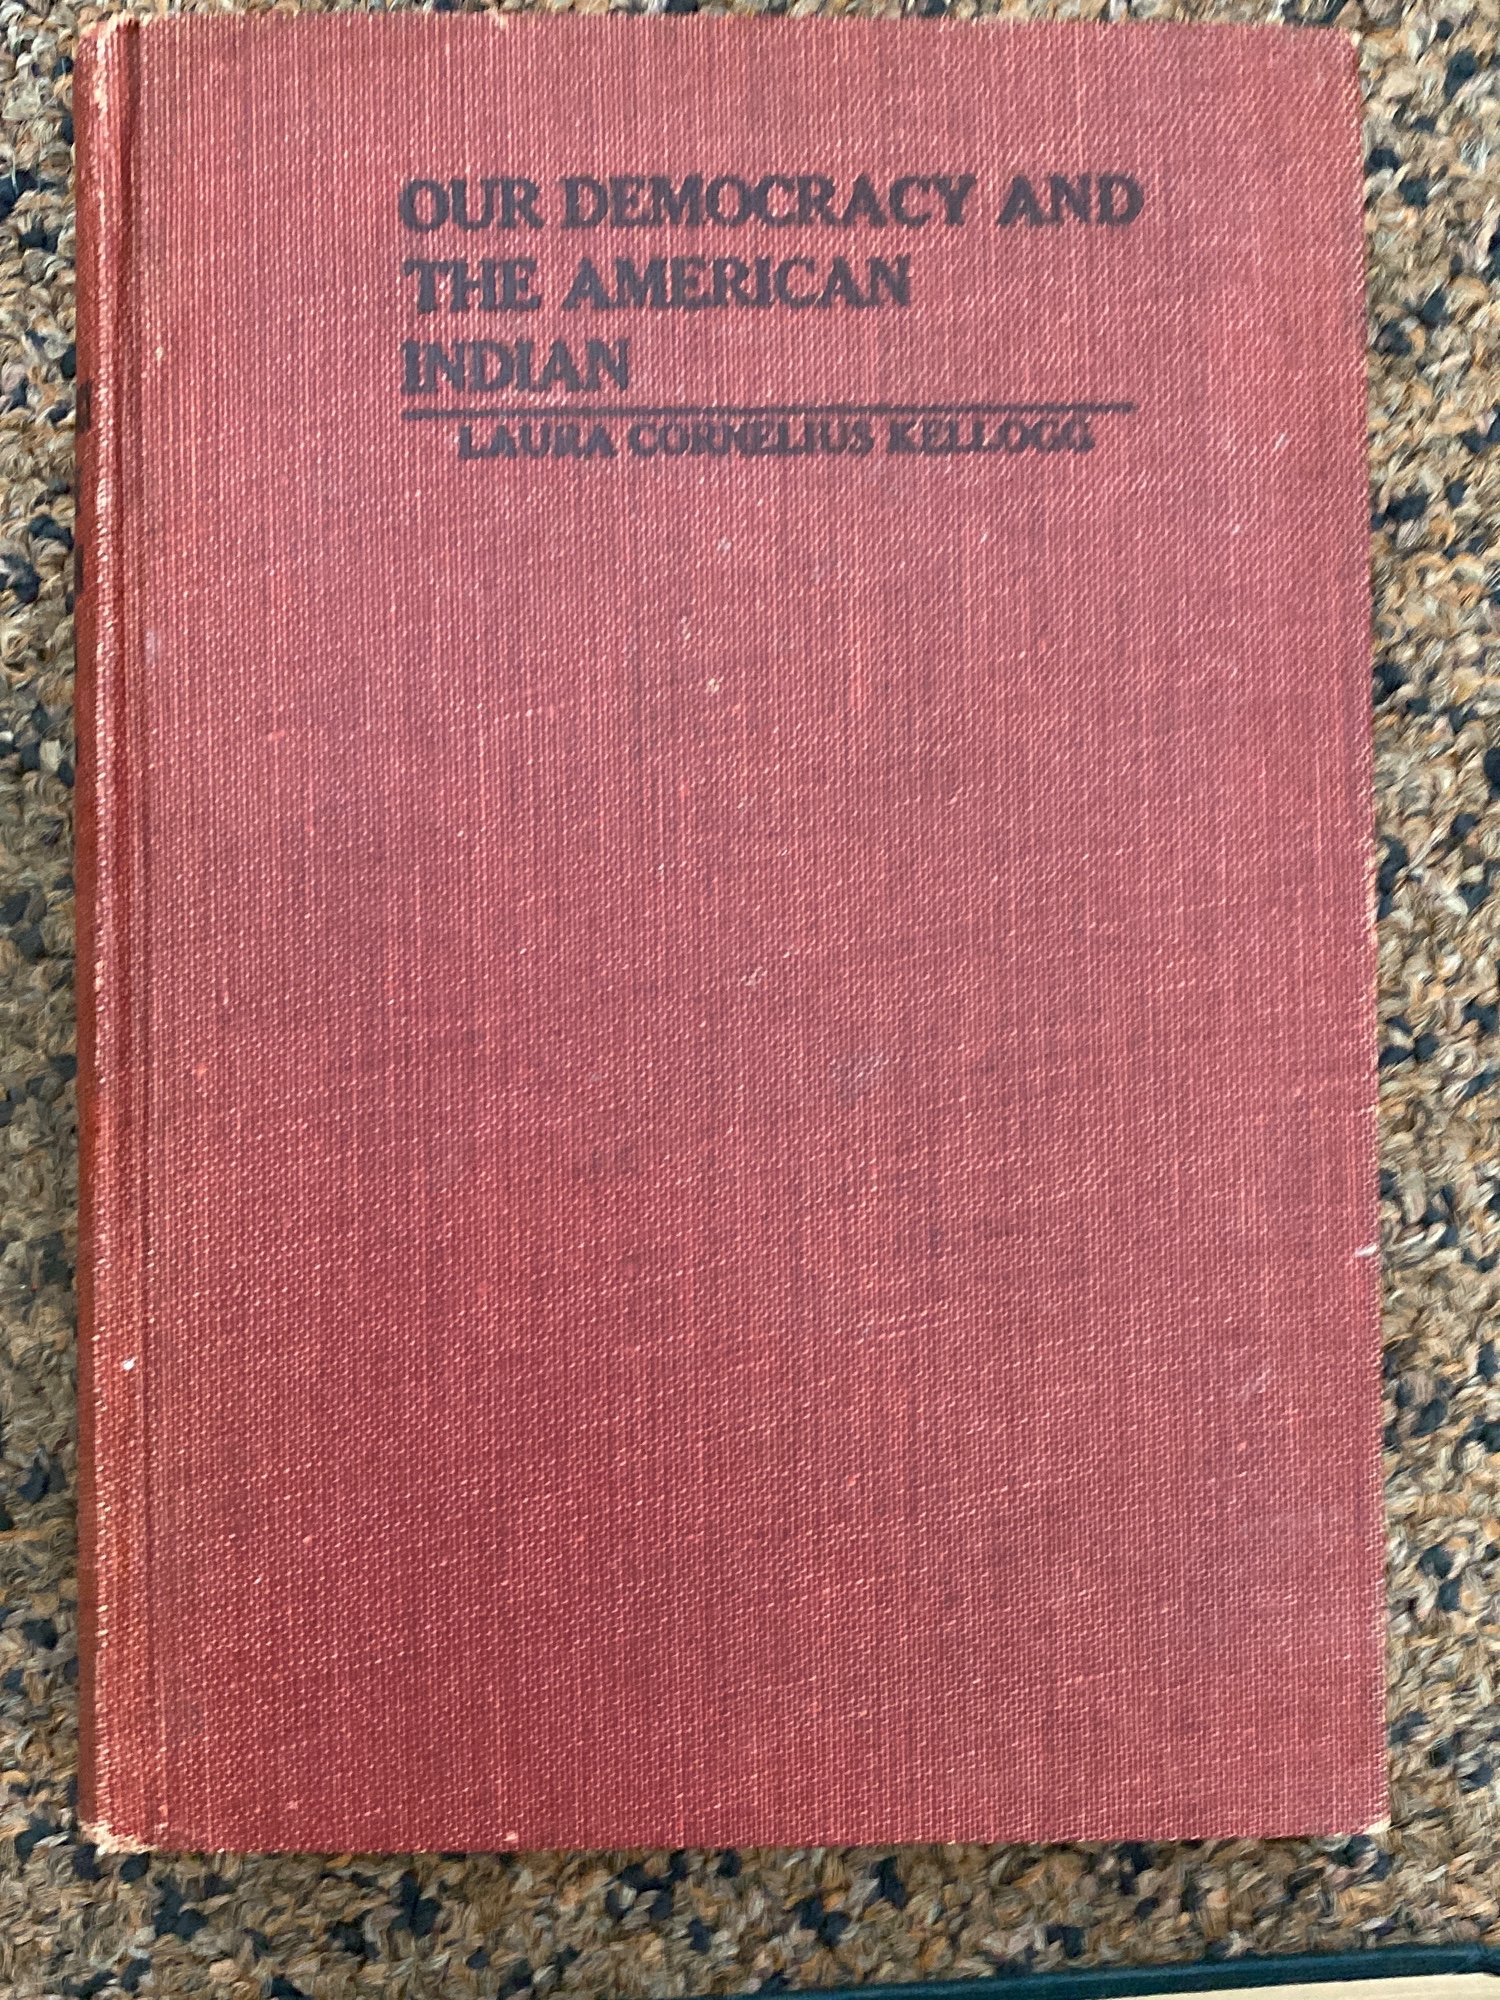 OUR DEMOCRACY AND
THE AMERICAN
INDIAN
LAURA CORNELIUS KELLOGG